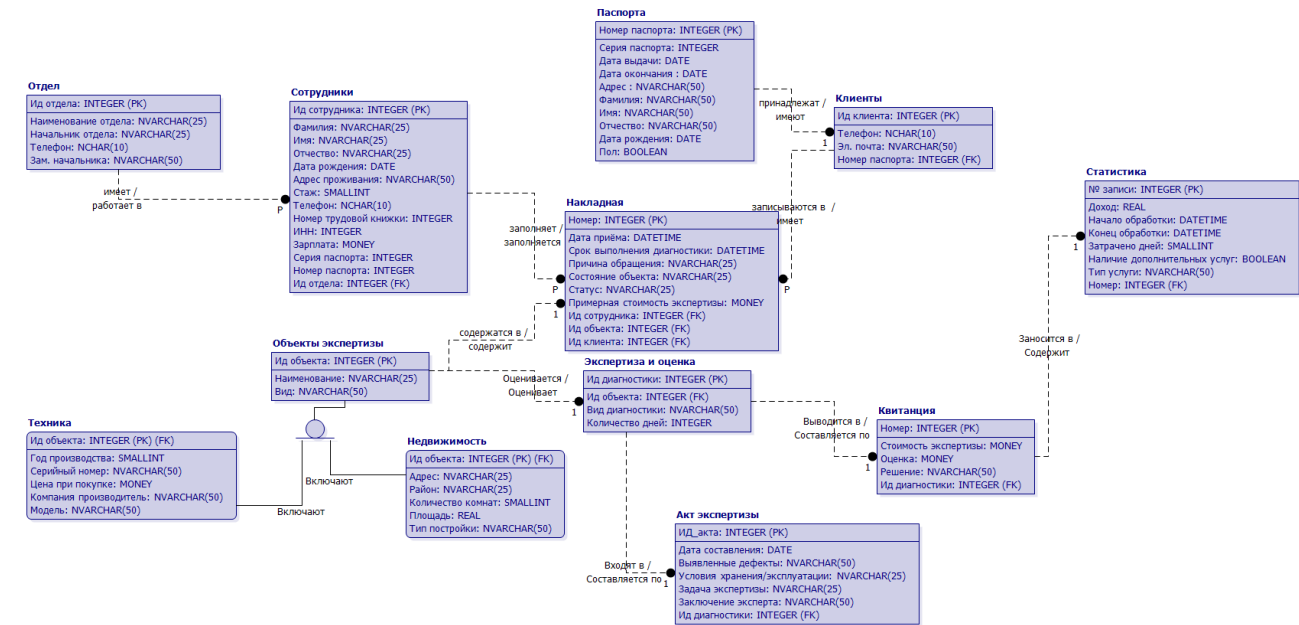 Паспорта
Номер паспорта: INTEGER (PK)
Серия паспорта: INTEGER
Дата выдачи: DATE
Дата окончания : DATE
Адрес : NVARCHAR(50)
Фамилия: NVARCHAR(50)
Имя: NVARCHAR(50)
Отчество: NVARCHAR(50)
Дата рождения: DATE
Пол: BOOLEAN
принадлежат /
имеют
1
Клиенты
Ид клиента: INTEGER (PK)
Телефон: NCHAR(10)
Эл. почта: NVARCHAR(50)
Номер паспорта: INTEGER (FK)
Отдел
Ид отдела: INTEGER (PK)
Наименование отдела: NVARCHAR(25)
Начальник отдела: NVARCHAR(25)
Телефон: NCHAR(10)
Зам. начальника: NVARCHAR(50)
имеет /
работает в
P
Сотрудники
Ид сотрудника: INTEGER (PK)
Фамилия: NVARCHAR(25)
Имя: NVARCHAR(25)
Отчество: NVARCHAR(25)
Дата рождения: DATE
Адрес проживания: NVARCHAR(50)
Стаж: SMALLINT
Телефон: NCHAR(10)
Номер трудовой книжки: INTEGER
ИНН: INTEGER
Зарплата: MONEY
Серия паспорта: INTEGER
Номер паспорта: INTEGER
Ид отдела: INTEGER (FK)
заполняет /
заполняется
P
записываются в /
имеет
P
Накладная
Номер: INTEGER (PK)
Дата приёма: DATETIME
Срок выполнения диагностики: DATETIME
Причина обращения: NVARCHAR(25)
Состояние объекта: NVARCHAR(25)
Статус: NVARCHAR(25)
Примерная стоимость экспертизы: MONEY
Ид сотрудника: INTEGER (FK)
Ид объекта: INTEGER (FK)
Ид клиента: INTEGER (FK)
Статистика
№ записи: INTEGER (PK)
Доход: REAL
Начало обработки: DATETIME
Конец обработки: DATETIME
Затрачено дней: SMALLINT
Наличие дополнительных услуг: BOOLEAN
Тип услуги: NVARCHAR(50)
Номер: INTEGER (FK)
1
Заносится в /
Содержит
содержатся в /
содержит
1
Объекты экспертизы
Ид объекта: INTEGER (PK)
Наименование: NVARCHAR(25)
Вид: NVARCHAR(50)
Оценивается /
Оценивает
1
Экспертиза и оценка
Ид диагностики: INTEGER (PK)
Ид объекта: INTEGER (FK)
Вид диагностики: NVARCHAR(50)
Количество дней: INTEGER
Выводится в /
Составляется по
1
Квитанция
Номер: INTEGER (PK)
Стоимость экспертизы: MONEY
Оценка: MONEY
Решение: NVARCHAR(50)
Ид диагностики: INTEGER (FK)
Техника
Ид объекта: INTEGER (PK) (FK)
Год производства: SMALLINT
Серийный номер: NVARCHAR(50)
Цена при покупке: MONEY
Компания производитель: NVARCHAR(50)
Модель: NVARCHAR(50)
Включают
Включают
Недвижимость
Ид объекта: INTEGER (PK) (FK)
Адрес: NVARCHAR(25)
Район: NVARCHAR(25)
Количество комнат: SMALLINT
Площадь: REAL
Тип постройки: NVARCHAR(50)
Входят в /
Составляется по
1
Акт экспертизы
ИД_акта: INTEGER (PK)
Дата составления: DATE
Выявленные дефекты: NVARCHAR(50)
Условия хранения/эксплуатации: NVARCHAR(25)
Задача экспертизы: NVARCHAR(25)
Заключение эксперта: NVARCHAR(50)
Ид диагностики: INTEGER (FK)